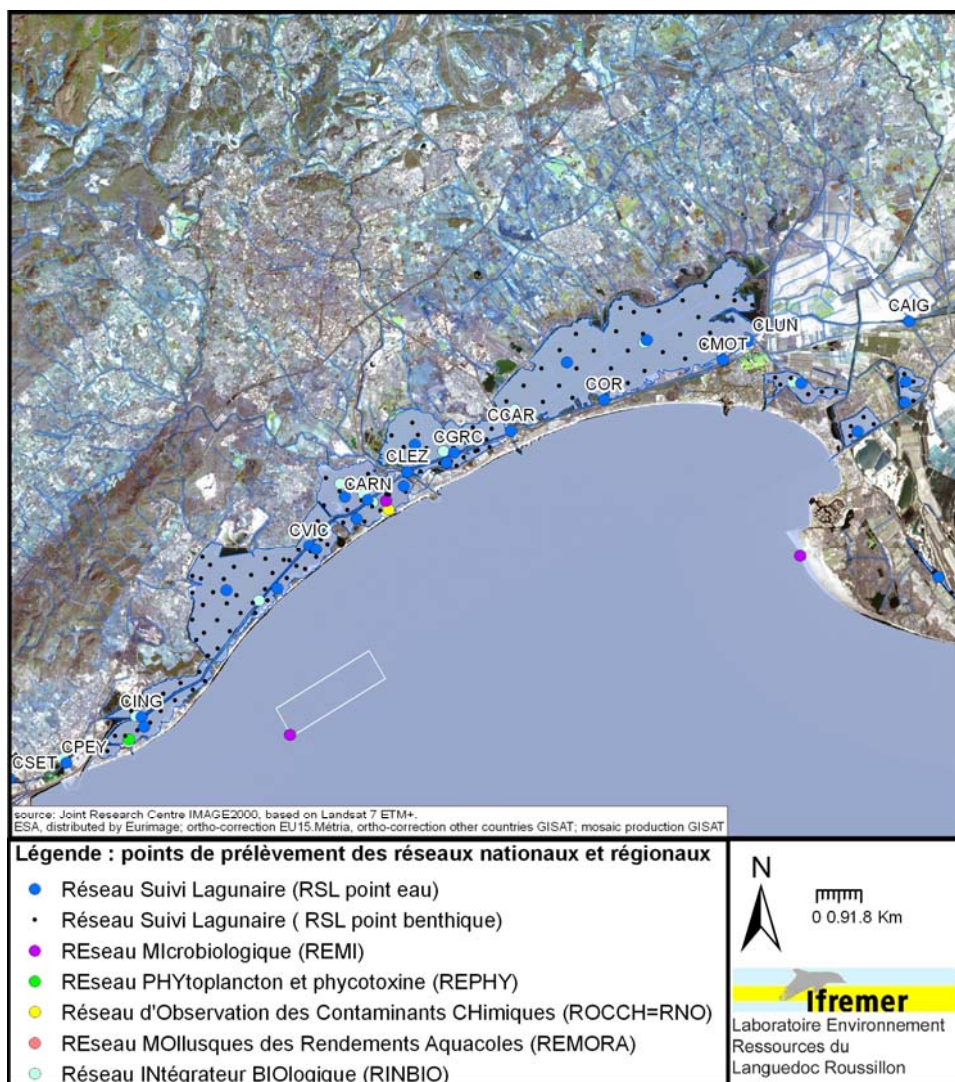 CAIG
CLUN
CMOT
COR
CCAR
CGRC
CLEZ
CARN
CVIC
CING
CPEY
CSET
source: Joint Research Centre IMAGE2000, based on Landsat 7 ETM+.
ESA, distributed by Eurimage; ortho-correction EU15.Métria, ortho-correction other countries GISAT; mosaic production GISAT
Légende : points de prélèvement des réseaux nationaux et régionaux
Réseau Suivi Lagunaire (RSL point eau)
Réseau Suivi Lagunaire ( RSL point benthique)
REseau MIcrobiologique (REMI)
REseau PHYtoplancton et phycotoxine (REPHY)
Réseau d'Observation des Contaminants CHimiques (ROCCH=RNO)
REseau MOllusques des Rendements Aquacoles (REMORA)
Réseau INtégrateur BIOlogique (RINBIO)
N
0 0.91.8 Km
Ifremer
Laboratoire Environnement
Ressources du
Languedoc Roussillon